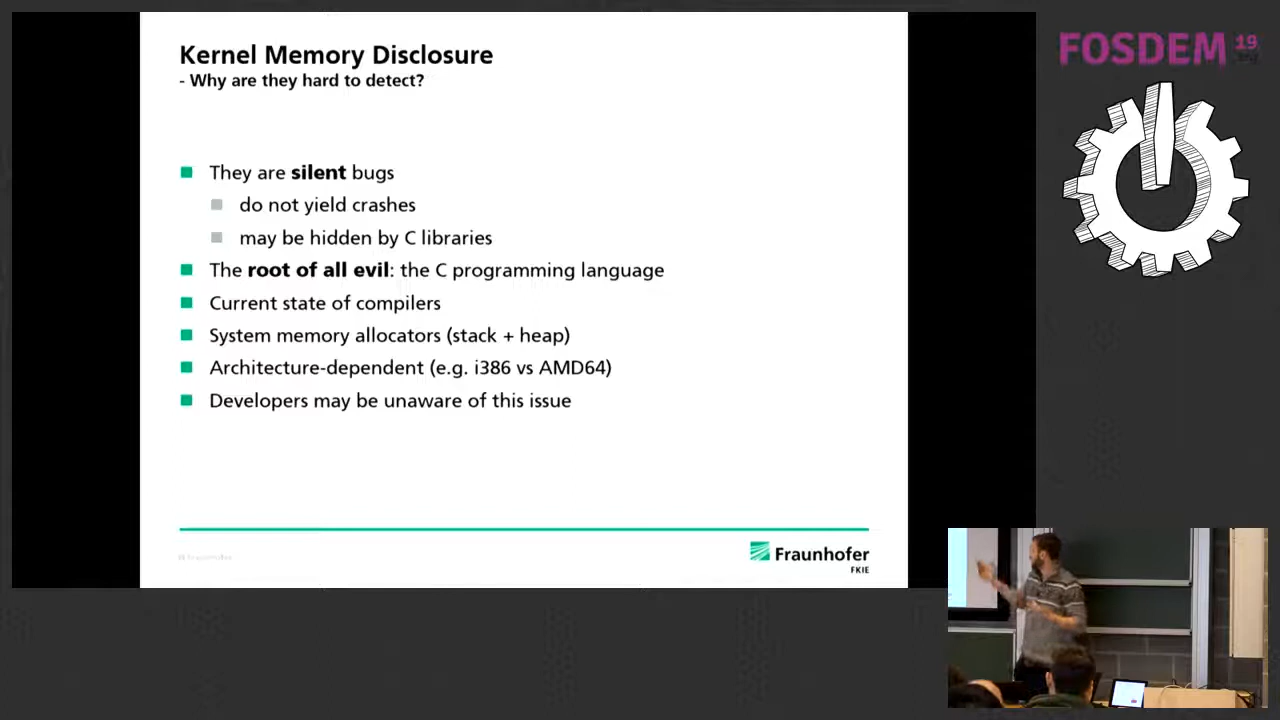 Kernel Memory Disclosure
- Why are they hard to detect?
They are silent bugs
do not yield crashes
may be hidden by C libraries
The root of all evil: the C programming language
Current state of compilers
System memory allocators (stack + heap)
Architecture-dependent (e.g. i386 vs AMD64)
Developers may be unaware of this issue
Fraunhofer
FKIE
FOSDEM 19